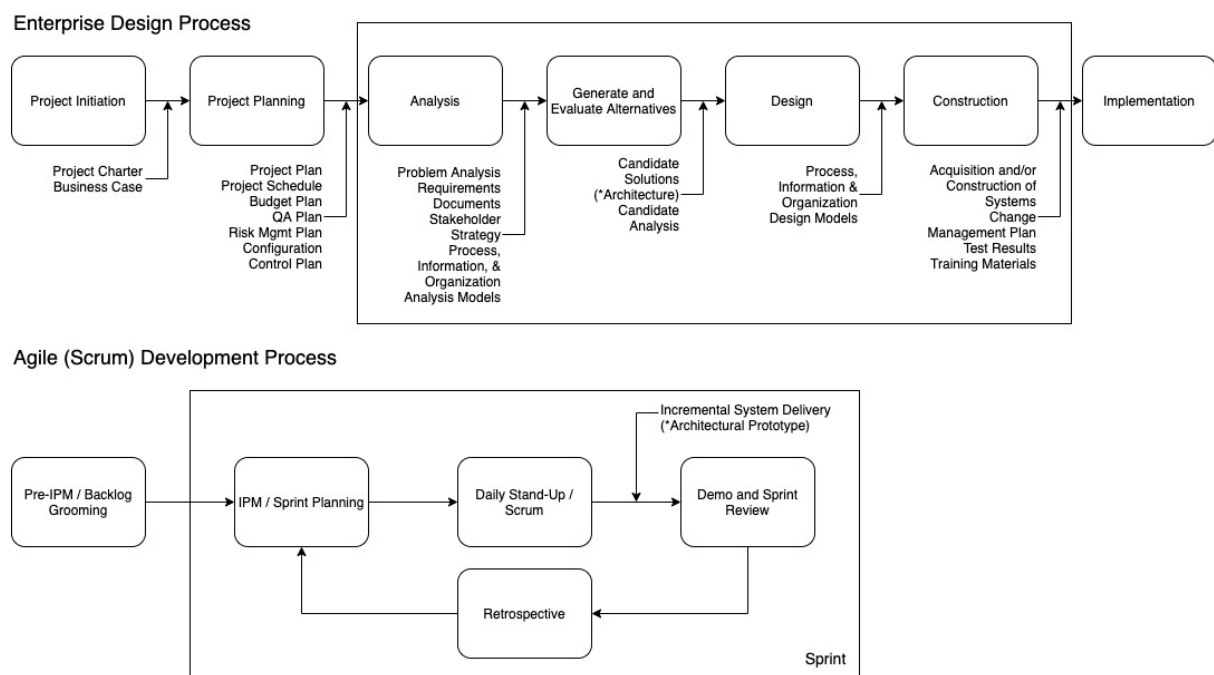 Enterprise Design Process
Project Initiation
Project Planning
Analysis
Generate and
Evaluate Alternatives
Design
Construction
Implementation
Project Charter
Business Case
Project Plan
Project Schedule
Budget Plan
QA Plan
Risk Mgmt Plan
Configuration
Control Plan
Problem Analysis
Requirements
Documents
Stakeholder
Strategy
Process,
Information, &
Organization
Analysis Models
Candidate
Solutions
(*Architecture)
Candidate
Analysis
Process,
Information &
Organization
Design Models
Acquisition and/or
Construction of
Systems
Change
Management Plan
Test Results
Training Materials
Agile (Scrum) Development Process
Incremental System Delivery
(*Architectural Prototype)
Pre-IPM / Backlog
Grooming
IPM / Sprint Planning
Daily Stand-Up /
Scrum
Demo and Sprint
Review
Retrospective
Sprint